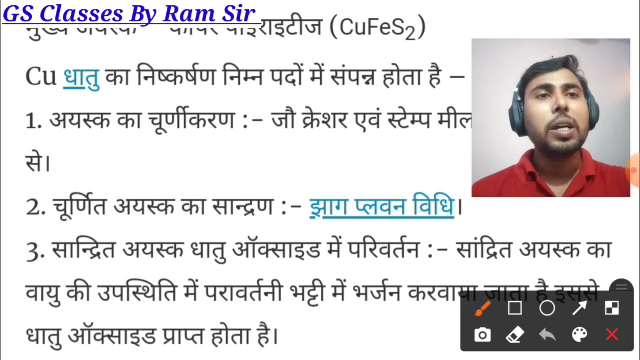 GS Classes By Ram Sir
मुख्य अयस्क – कॉपर पाइराइटीज (CuFeS2)
Cu धातु का निष्कर्षण निम्न पदों में संपन्न होता है –
1. अयस्क का चूर्णीकरण :- जौ क्रेशर एवं स्टेम्प मील
से।
2. चूर्णित अयस्क का सान्द्रण :- झाग प्लवन विधि।
3. सान्द्रित अयस्क धातु ऑक्साइड में परिवर्तन :- सांद्रित अयस्क का
वायु की उपस्थिति में परावर्तनी भट्टी में भर्जन करवाया जाता है इससे
धातु ऑक्साइड प्राप्त होता है।